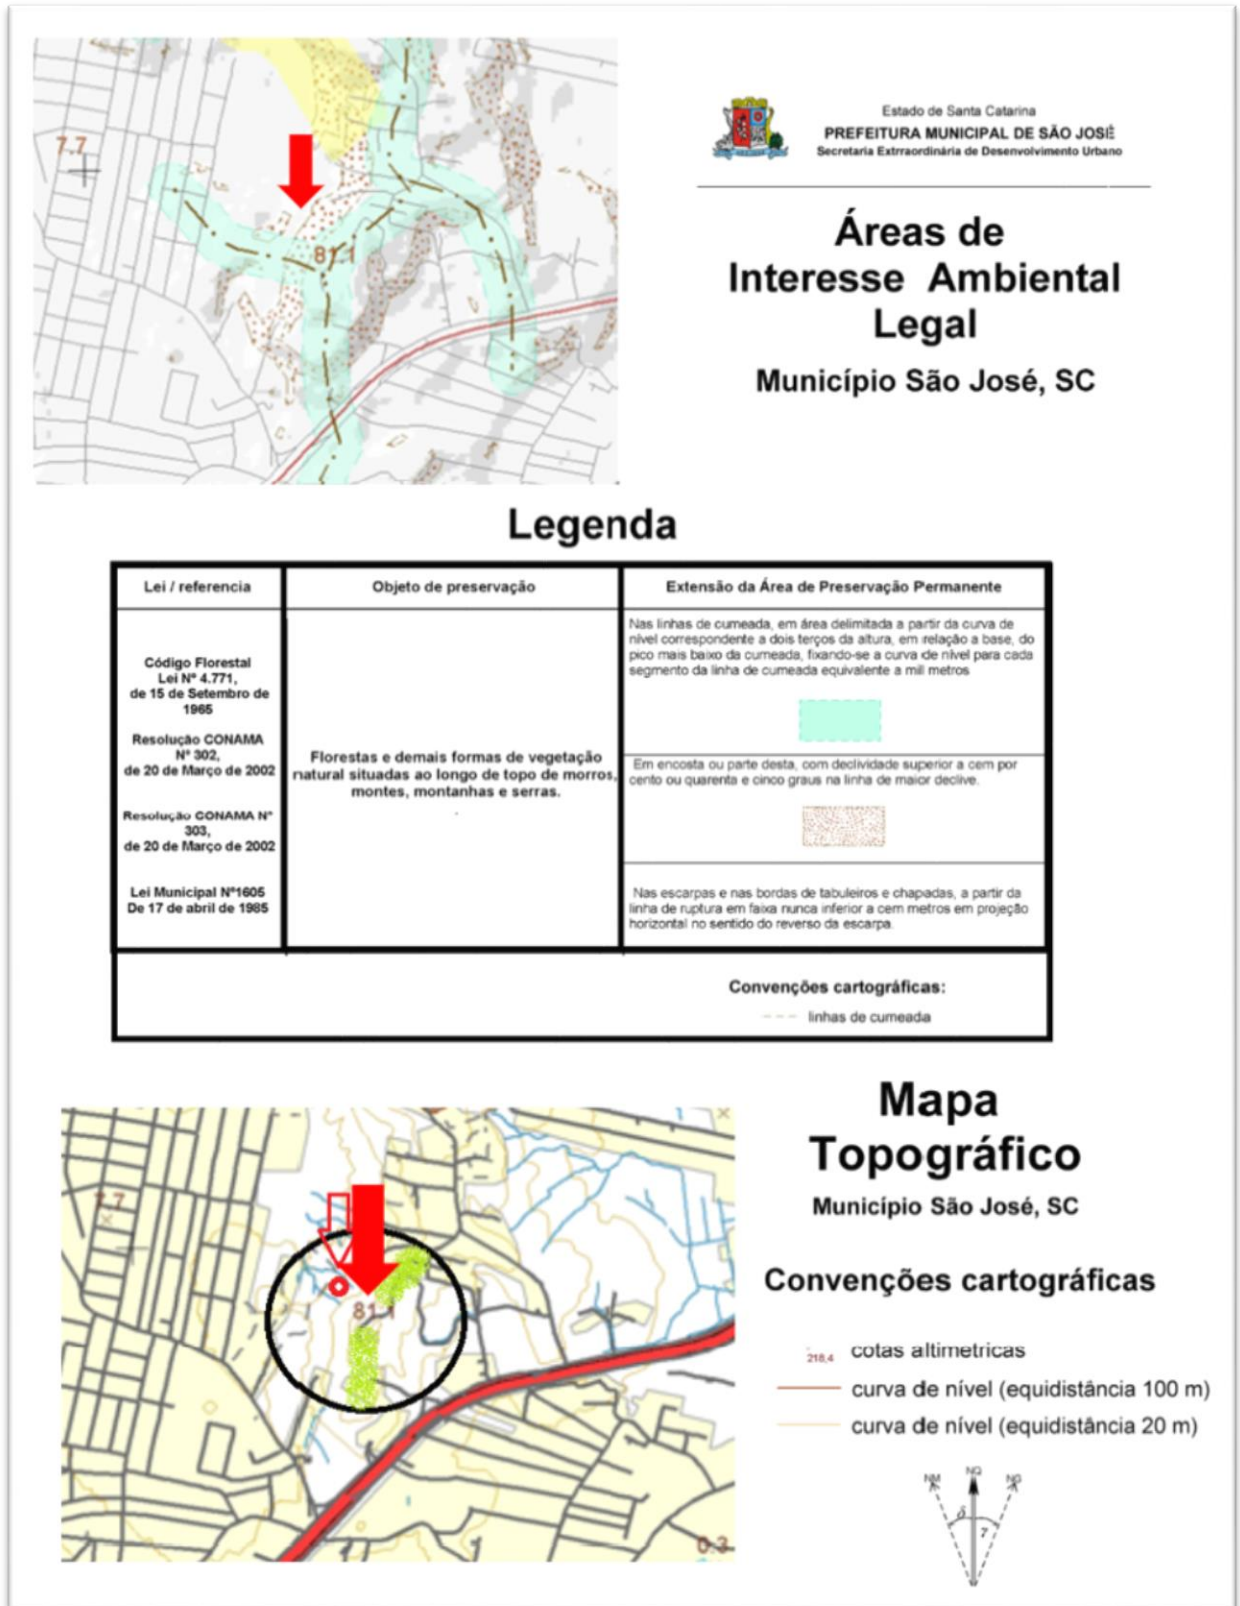 7.7
81.1
Estado de Santa Catarina
PREFEITURA MUNICIPAL DE SÃO JOSÈ
Secretaria Extrraordinária de Desenvolvimento Urbano
Áreas de
Interesse Ambiental
Legal
Município São José, SC
Legenda
Lei / referencia
Objeto de preservação
Extensão da Área de Preservação Permanente
Código Florestal
Lei Nº 4.771,
de 15 de Setembro de
1965
Resolução CONAMA
Nº 302,
de 20 de Março de 2002
Resolução CONAMA Nº
303,
de 20 de Março de 2002
Lei Municipal Nº1605
De 17 de abril de 1985
Florestas e demais formas de vegetação
natural situadas ao longo de topo de morros,
montes, montanhas e serras.
Nas linhas de cumeada, em área delimitada a partir da curva de
nível correspondente a dois terços da altura, em relação a base, do
pico mais baixo da cumeada, fixando-se a curva de nível para cada
segmento da linha de cumeada equivalente a mil metros
Em encosta ou parte desta, com declividade superior a cem por
cento ou quarenta e cinco graus na linha de maior declive.
Nas escarpas e nas bordas de tabuleiros e chapadas, a partir da
linha de ruptura em faixa nunca inferior a cem metros em projeção
horizontal no sentido do reverso da escarpa.
Convenções cartográficas:
linhas de cumeada
7.7
81.1
0.3
Mapa
Topográfico
Município São José, SC
Convenções cartográficas
218,4 cotas altimetricas
curva de nível (equidistância 100 m)
curva de nível (equidistância 20 m)
NM NQ NG
δ 7